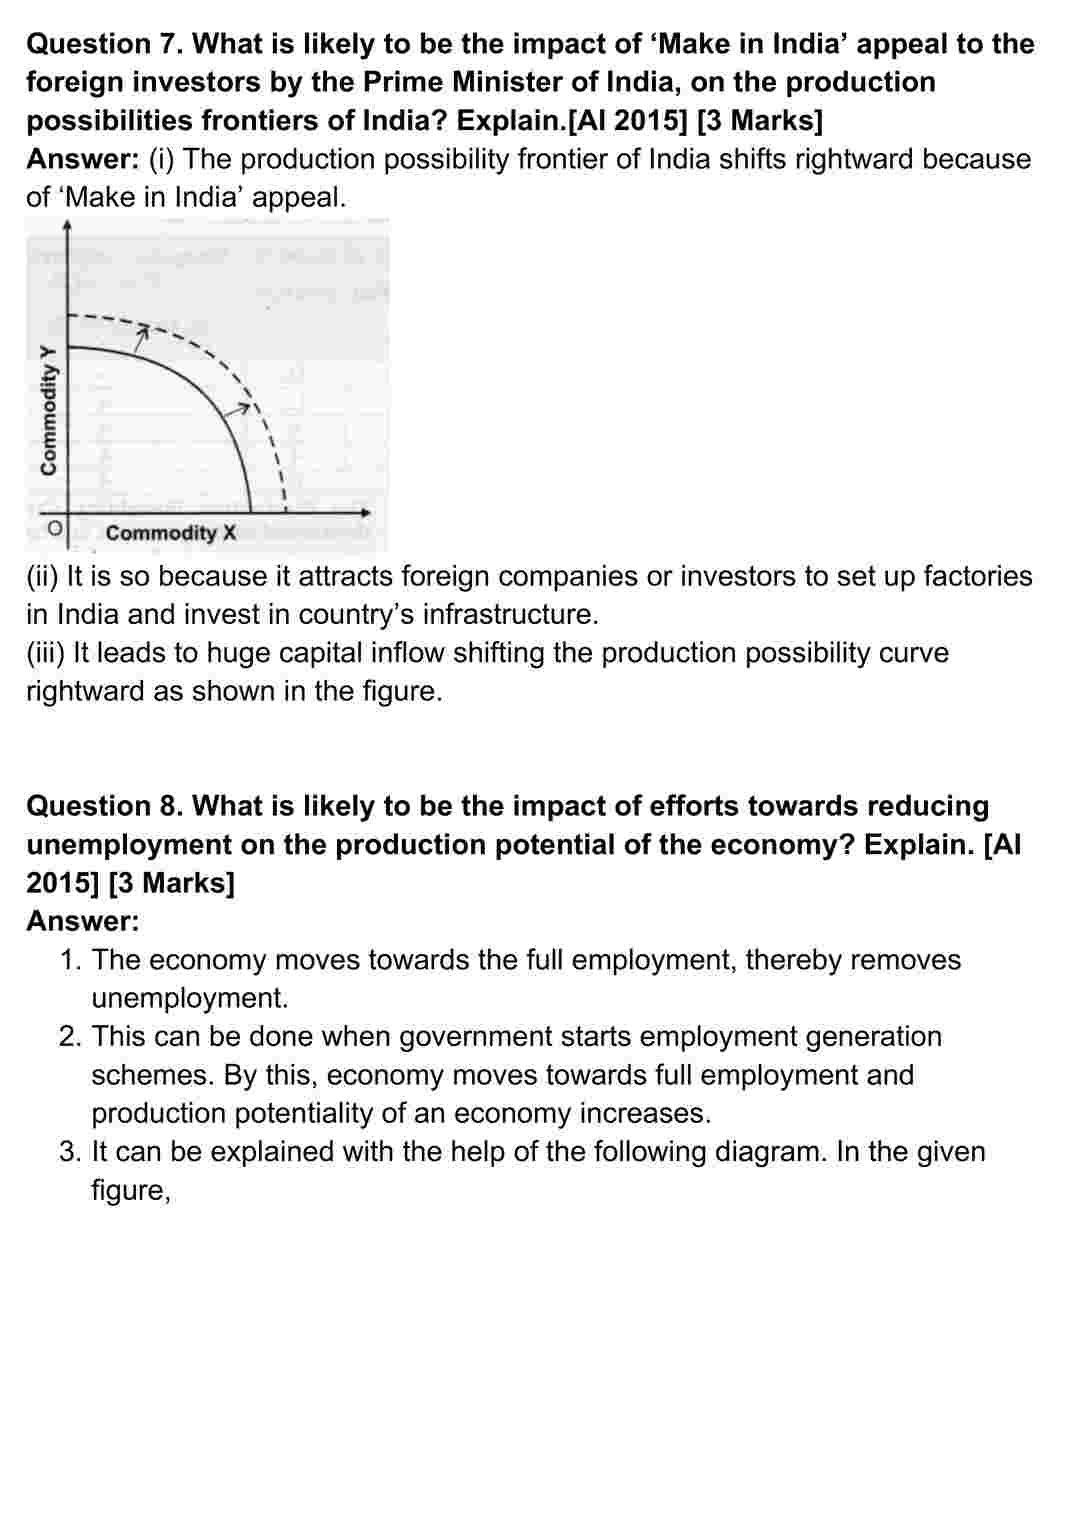 Question 7. What is likely to be the impact of ‘Make in India’ appeal to the
foreign investors by the Prime Minister of India, on the production
possibilities frontiers of India? Explain.[AI 2015] [3 Marks]
Answer: (i) The production possibility frontier of India shifts rightward because
of ‘Make in India’ appeal.
Commodity Y
O
Commodity X
(ii) It is so because it attracts foreign companies or investors to set up factories
in India and invest in country’s infrastructure.
(iii) It leads to huge capital inflow shifting the production possibility curve
rightward as shown in the figure.
Question 8. What is likely to be the impact of efforts towards reducing
unemployment on the production potential of the economy? Explain. [AI
2015] [3 Marks]
Answer:
1. The economy moves towards the full employment, thereby removes
unemployment.
2. This can be done when government starts employment generation
schemes. By this, economy moves towards full employment and
production potentiality of an economy increases.
3. It can be explained with the help of the following diagram. In the given
figure,